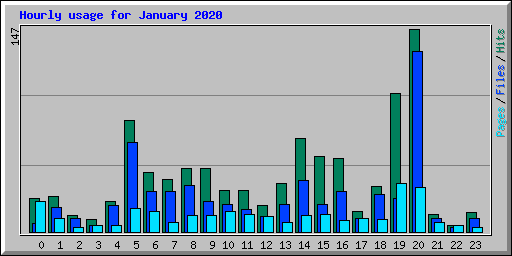 Hourly usage for January 2020
147
Pages/Files/Hits
0 1 2 3 4 5 6 7 8 9 10 11 12 13 14 15 16 17 18 19 20 21 22 23